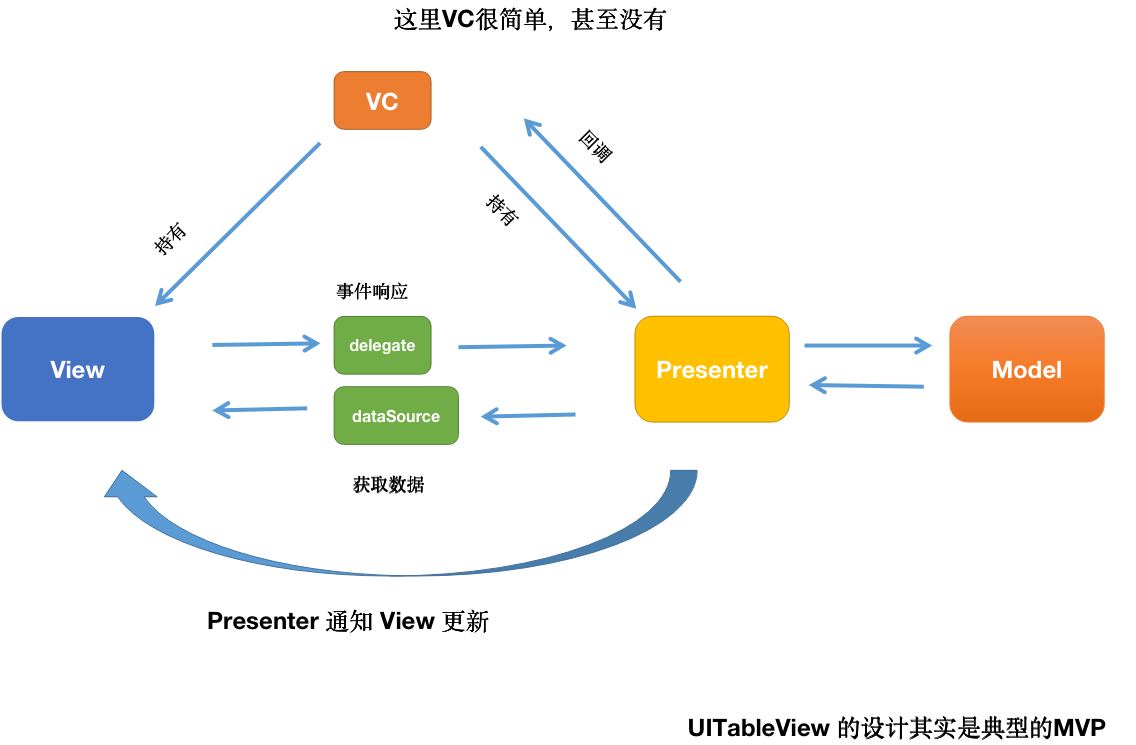 这里VC很简单，甚至没有
VC
回调
持有
持有
事件响应
View
delegate
Presenter
Model
dataSource
获取数据
Presenter 通知 View 更新
UITableView 的设计其实是典型的MVP